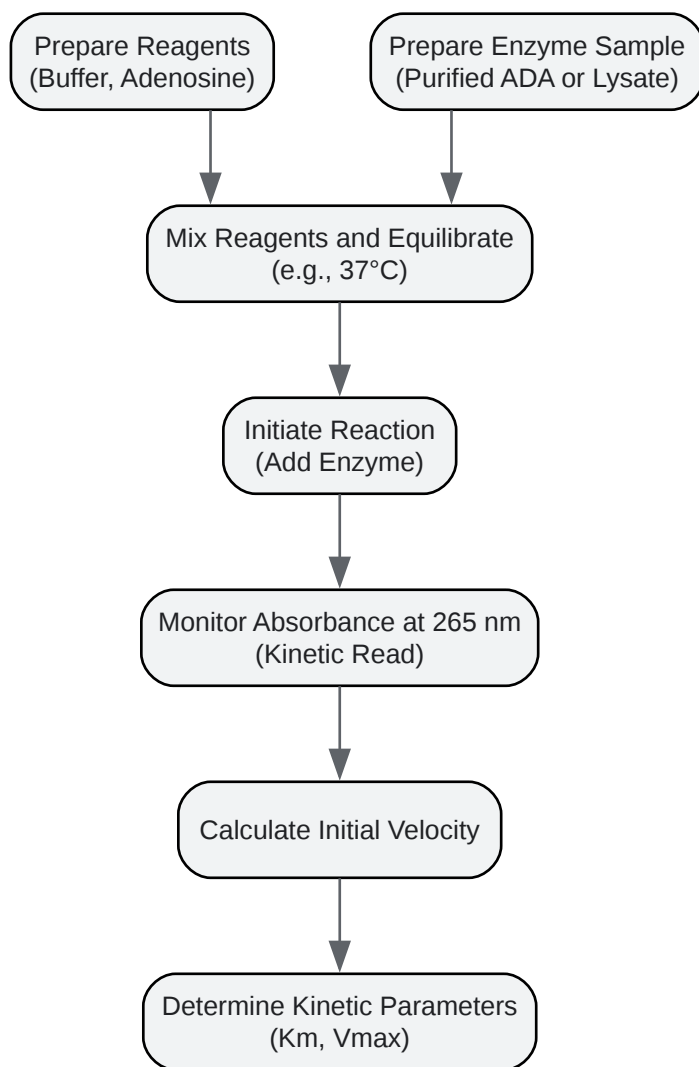 Prepare Reagents
(Buffer, Adenosine)
Prepare Enzyme Sample
(Purified ADA or Lysate)
Mix Reagents and Equilibrate
(e.g., 37°C)
Initiate Reaction
(Add Enzyme)
Monitor Absorbance at 265 nm
(Kinetic Read)
Calculate Initial Velocity
Determine Kinetic Parameters
(Km, Vmax)